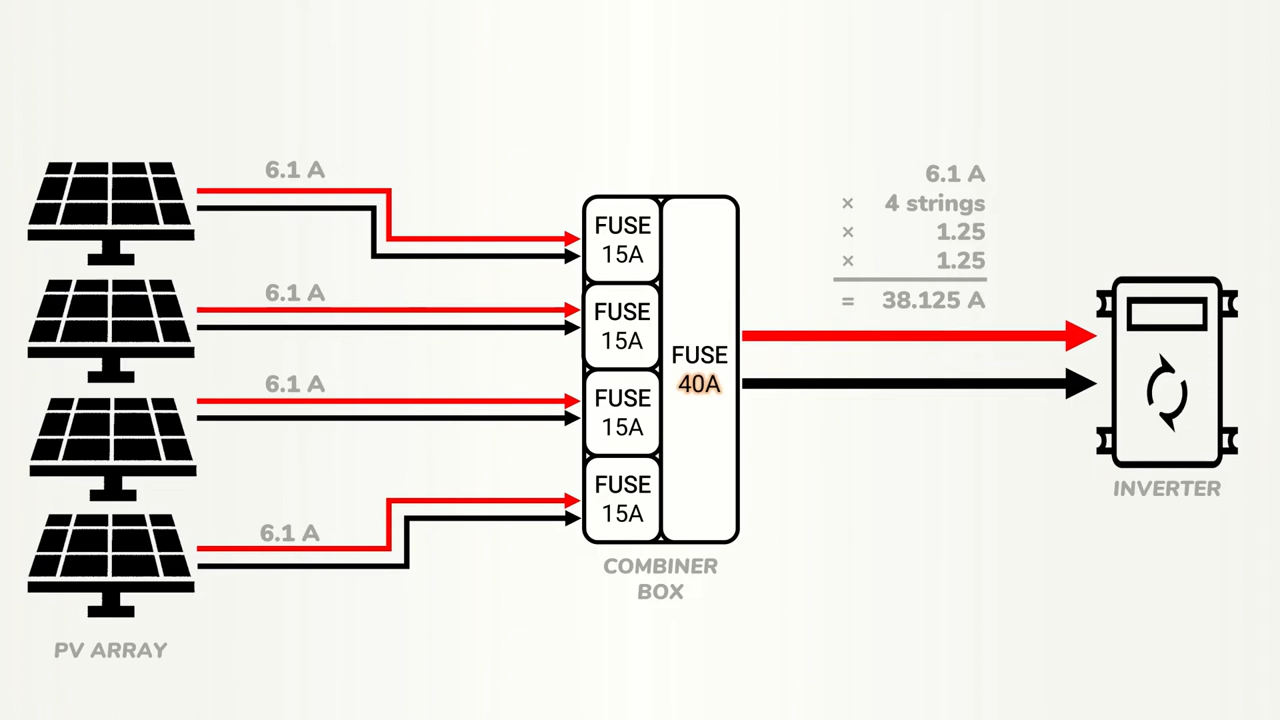 6.1 A
6.1 A
6.1 A
6.1 A
PV ARRAY
FUSE
15A
FUSE
15A
FUSE
15A
FUSE
15A
FUSE
40A
COMBINER
BOX
6.1 A
× 4 strings
× 1.25
× 1.25
= 38.125 A
INVERTER